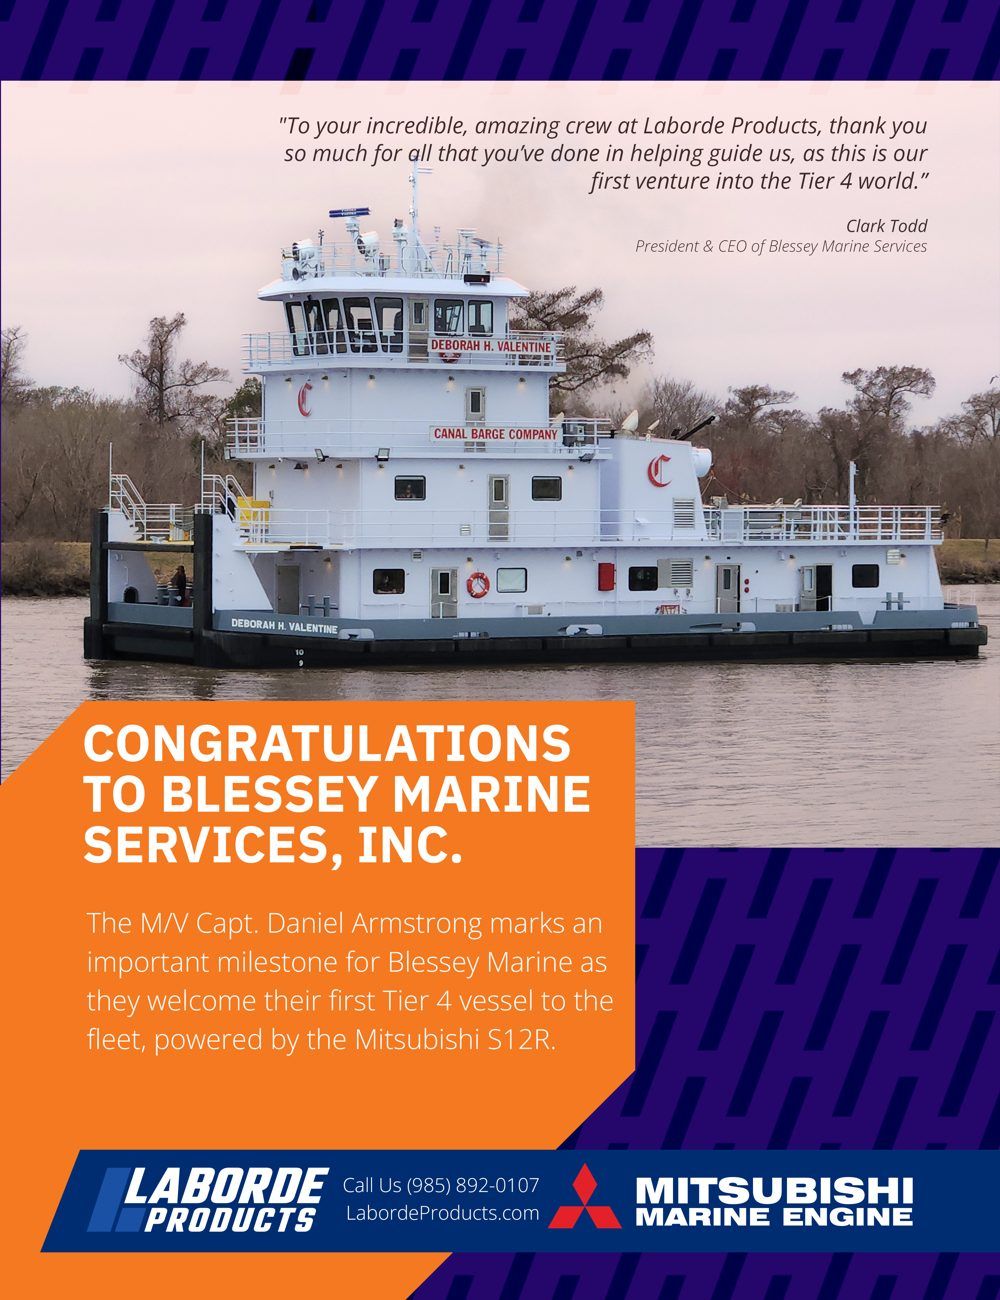 "To your incredible, amazing crew at Laborde Products, thank you
so much for all that you've done in helping guide us, as this is our
first venture into the Tier 4 world.”
Clark Todd
President & CEO of Blessey Marine Services
DEBORAH H. VALENTINE
C
CANAL BARGE COMPANY
C
DEBORAH H. VALENTINE
10
9
CONGRATULATIONS
TO BLESSEY MARINE
SERVICES, INC.
The M/V Capt. Daniel Armstrong marks an
important milestone for Blessey Marine as
they welcome their first Tier 4 vessel to the
fleet, powered by the Mitsubishi S12R.
LABORDE
PRODUCTS
Call Us (985) 892-0107
LabordeProducts.com
MITSUBISHI
MARINE ENGINE